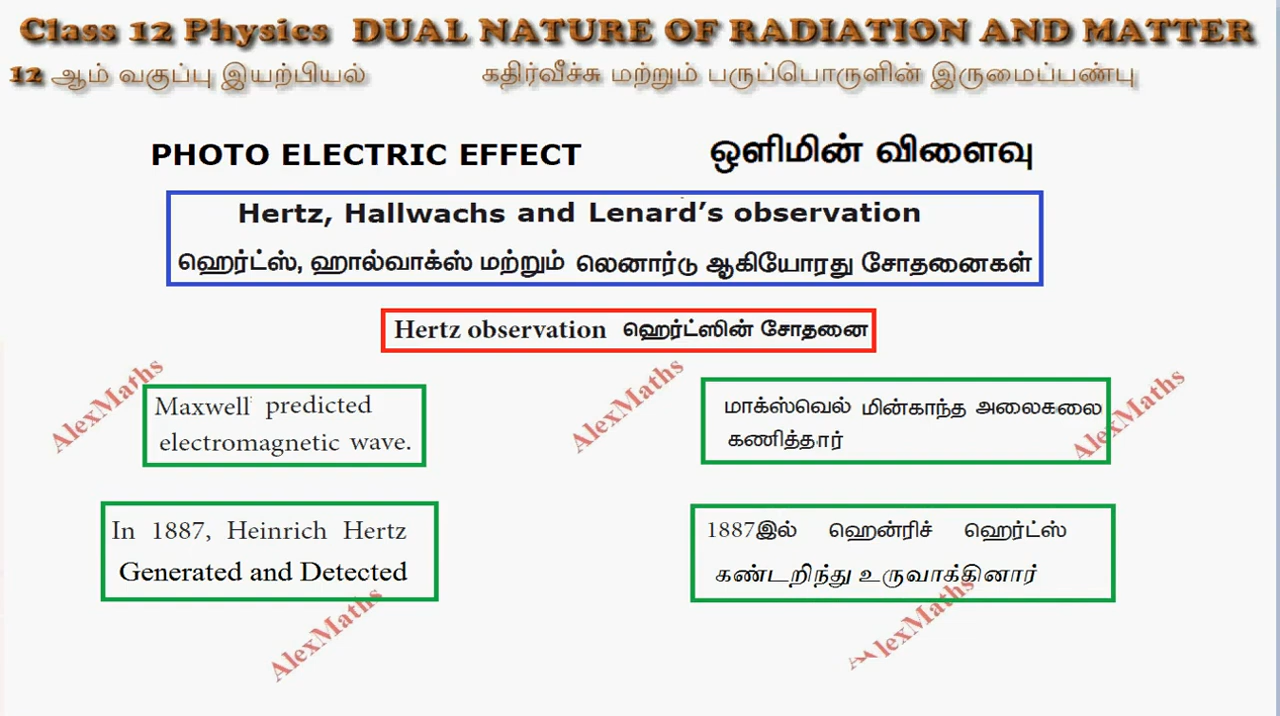 Class 12 Physics DUAL NATURE OF RADIATION AND MATTER
12 ஆம் வகுப்பு இயற்பியல் கதிர்வீச்சு மற்றும் பருப்பொருளின் இருமைப்பண்பு
PHOTO ELECTRIC EFFECT ஒளிமின் விளைவு
Hertz, Hallwachs and Lenard’s observation
ஹெர்ட்ஸ், ஹால்வாக்ஸ் மற்றும் லெனார்டு ஆகியோரது சோதனைகள்
Hertz observation ஹெர்ட்ஸின் சோதனை
AlexMaths
AlexMaths
AlexMaths
Maxwell predicted
electromagnetic wave.
மாக்ஸ்வெல் மின்காந்த அலைகலை
கணித்தார்
In 1887, Heinrich Hertz
Generated and Detected
1887இல் ஹென்ரிச் ஹெர்ட்ஸ்
கண்டறிந்து உருவாக்கினார்
AlexMaths
AlexMaths